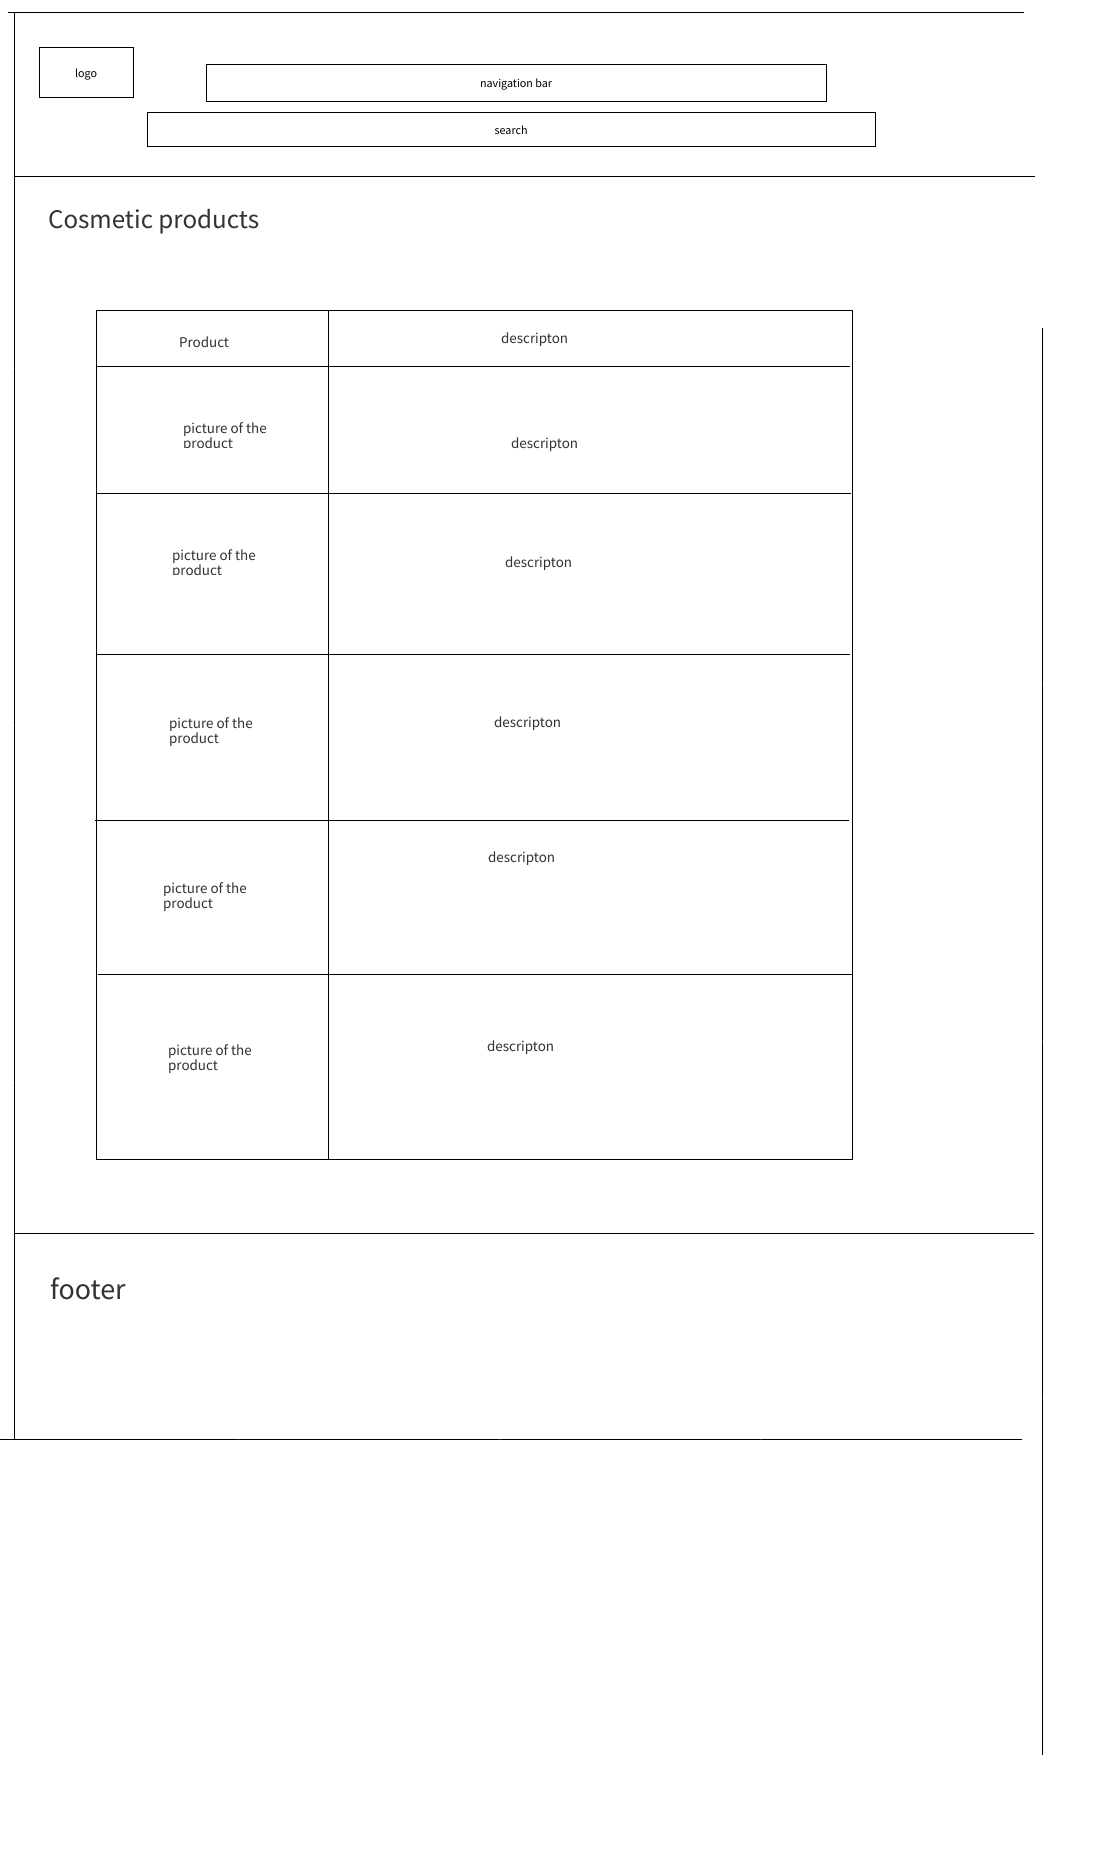 logo
navigation bar
search
Cosmetic products
Product
descripton
picture of the
product
descripton
picture of the
product
descripton
picture of the
product
descripton
picture of the
product
descripton
picture of the
product
descripton
footer